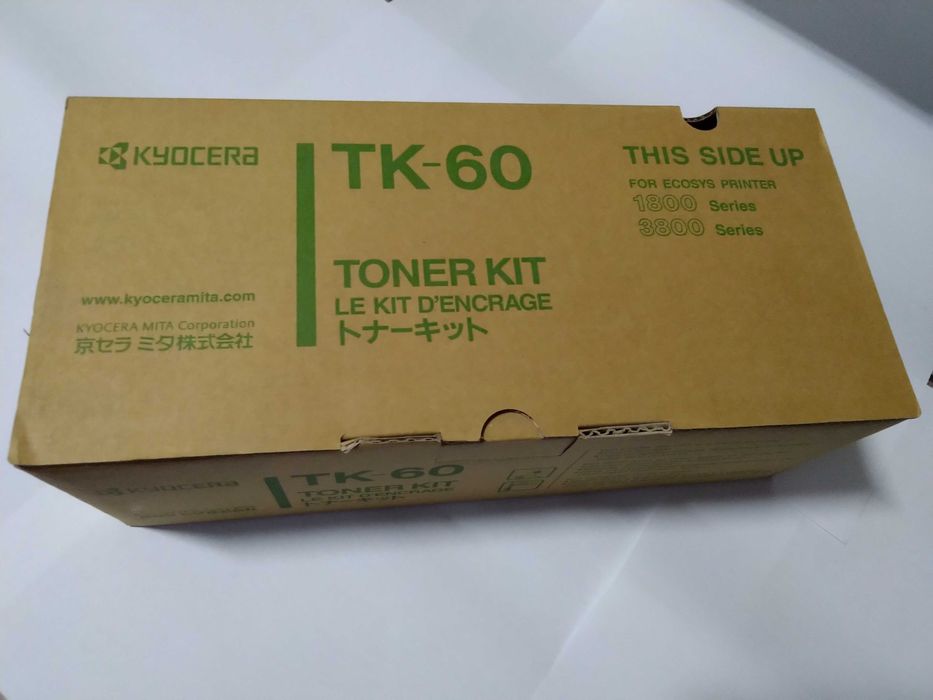 KYOCERA
TK-60
THIS SIDE UP
FOR ECOSYS PRINTER
1800 Series
3800 Series
TONER KIT
LE KIT D'ENCRAGE
トナーキット
www.kyoceramita.com
KYOCERA MITA Corporation
京セラ ミタ株式会社
KYOCERA
TK-60
TONER KIT
LE KIT D'ENCRAGE
トナーキット